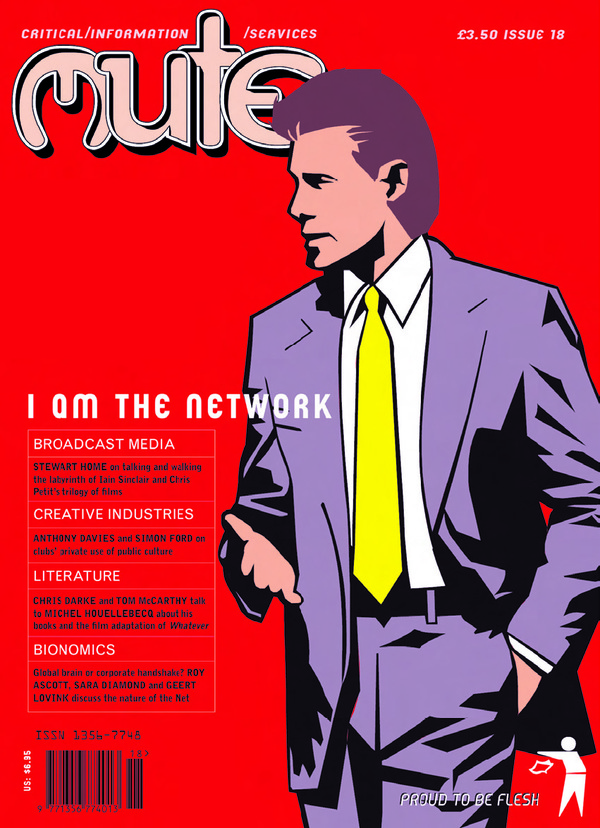 CRITICAL/INFORMATION /SERVICES
£3.50 ISSUE 18
mute
I AM THE NETWORK
BROADCAST MEDIA
STEWART HOME on talking and walking
the labyrinth of Iain Sinclair and Chris
Petit's trilogy of films
CREATIVE INDUSTRIES
ANTHONY DAVIES and SIMON FORD on
clubs' private use of public culture
LITERATURE
CHRIS DARKE and TOM McCARTHY talk
to MICHEL HOUELLEBECQ about his
books and the film adaptation of Whatever
BIONOMICS
Global brain or corporate handshake? ROY
ASCOTT, SARA DIAMOND and GEERT
LOVINK discuss the nature of the Net
ISSN 1356-7748
18>
US: $6.95
9 771356 774013
PROUD TO BE FLESH